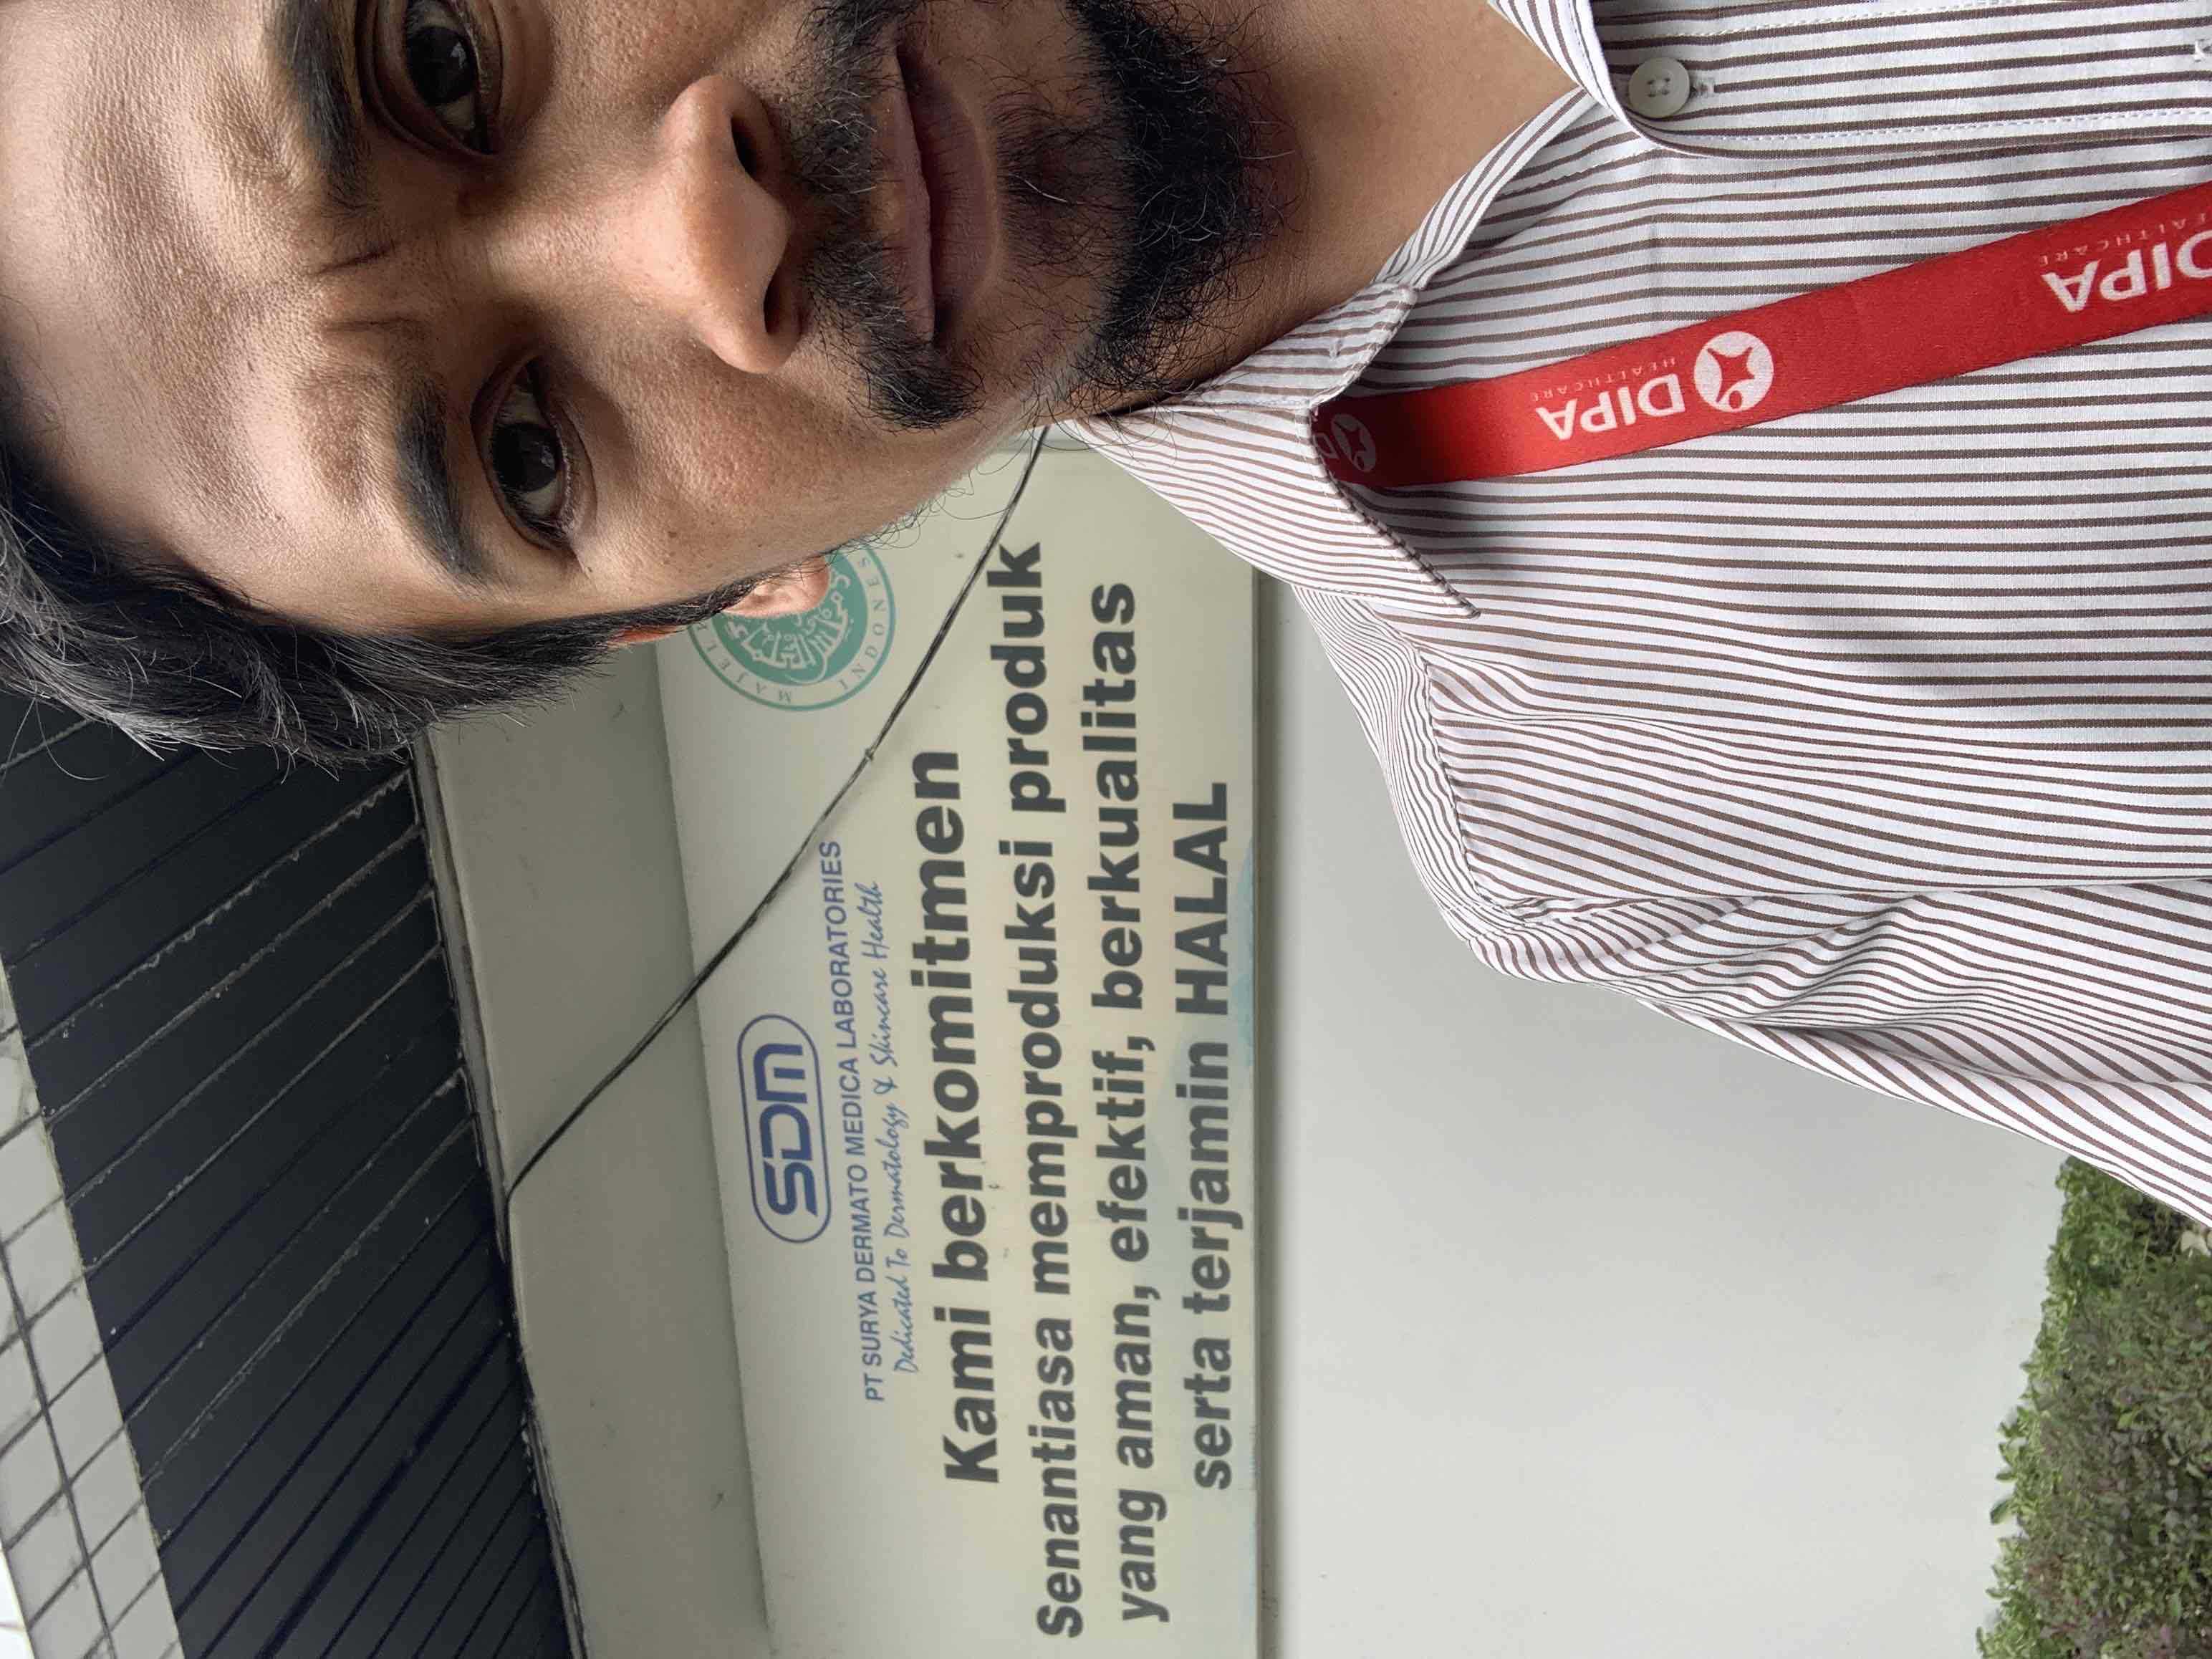 SDM
PT SURYA DERMATO MEDICA LABORATORIES
Dedicated To Dermatology & Skincare Health
Kami berkomitmen
Senantiasa memproduksi produk
yang aman, efektif, berkualitas
serta terjamin HALAL
DIPA
HEALTHCARE
DIPA